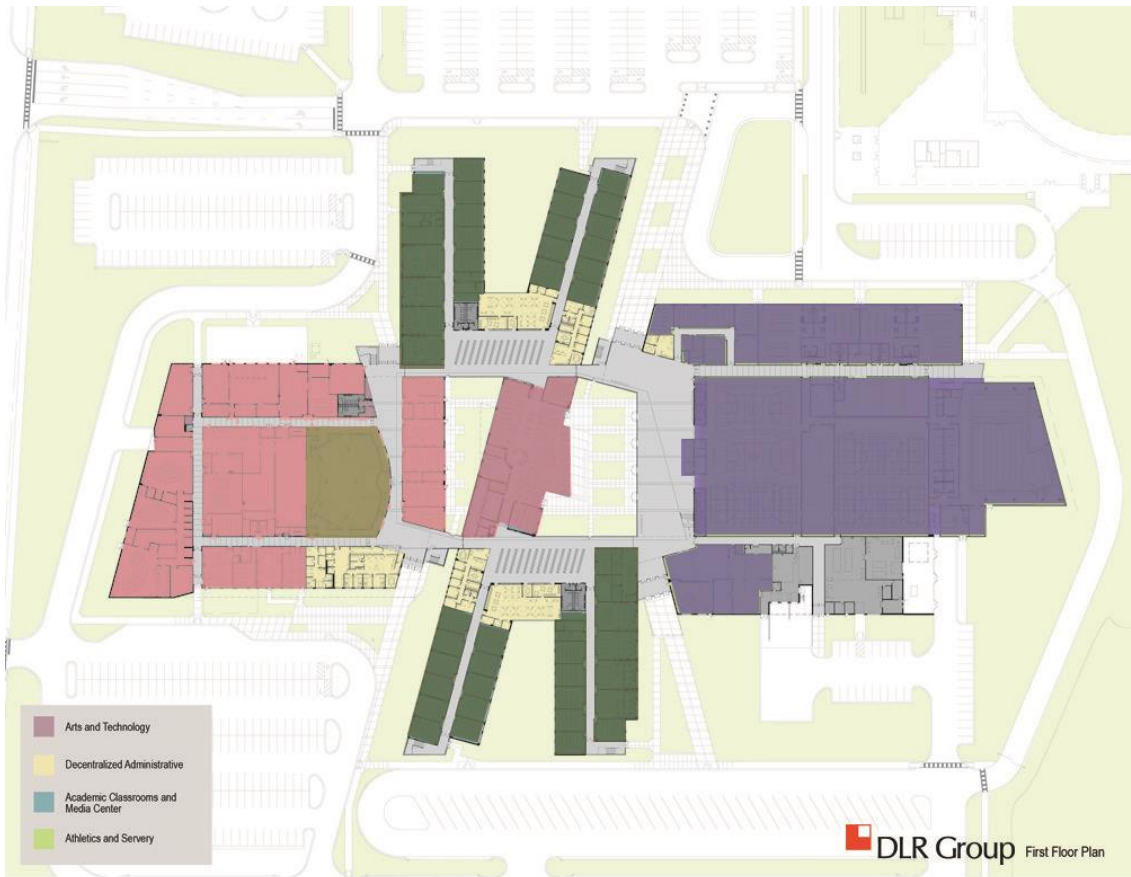 Arts and Technology
Decentralized Administrative
Academic Classrooms and
Media Center
Athletics and Servery
DLR Group First Floor Plan